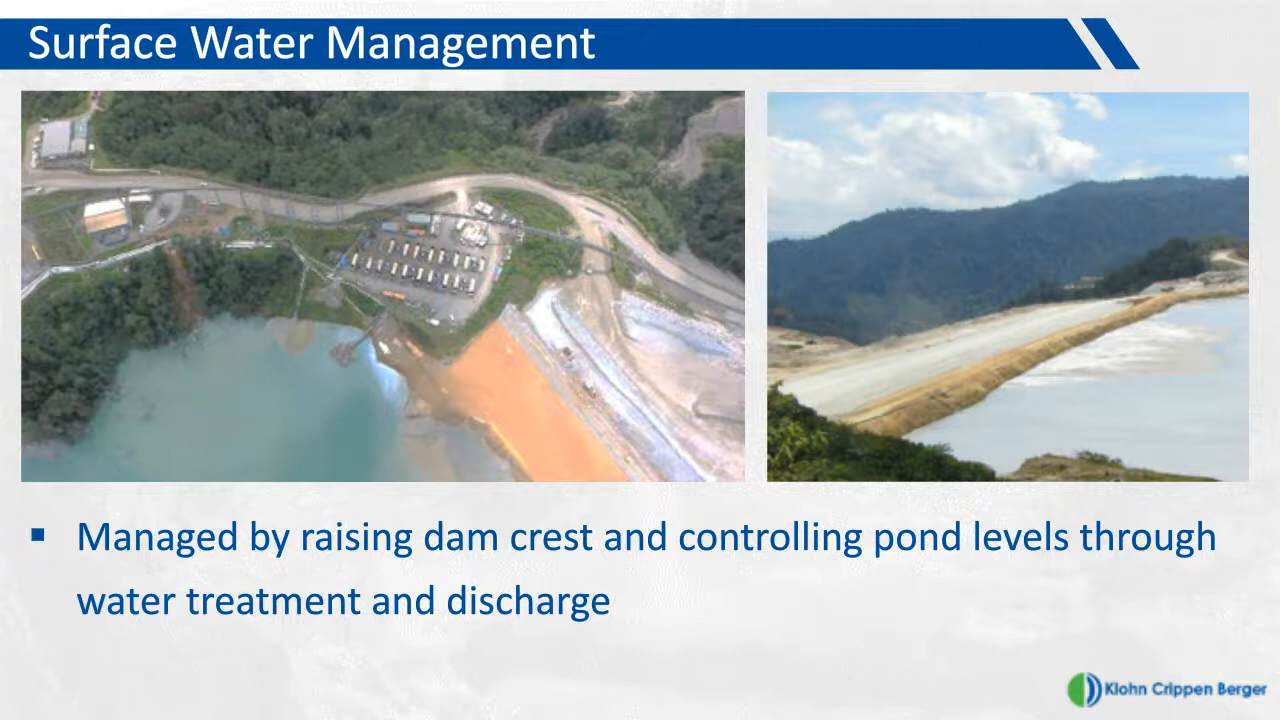 Surface Water Management
▪ Managed by raising dam crest and controlling pond levels through
water treatment and discharge
Klohn Crippen Berger